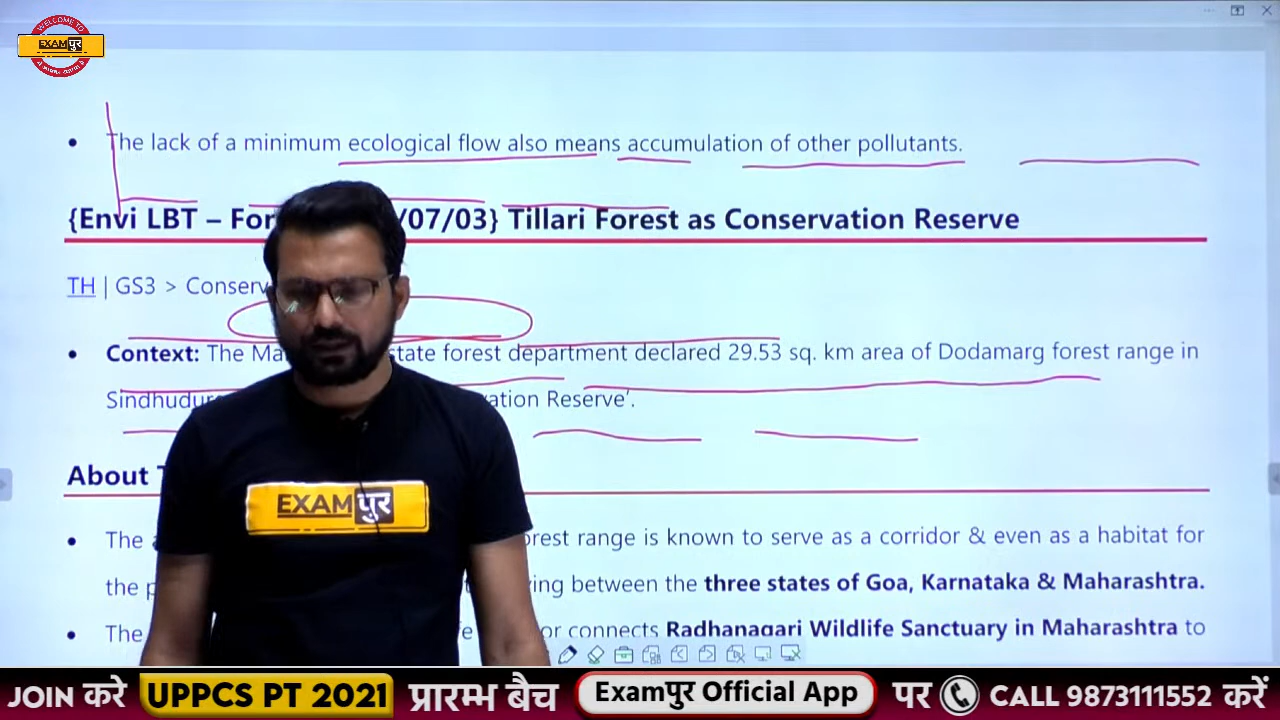 WELCOME TO
EXAMपुर
The lack of a minimum ecological flow also means accumulation of other pollutants.
{Envi LBT – For /07/03} Tillari Forest as Conservation Reserve
TH | GS3 > Conserv
Context: The Ma state forest department declared 29.53 sq. km area of Dodamarg forest range in
Sindhudur vation Reserve'.
About T
The a orest range is known to serve as a corridor & even as a habitat for
the p ving between the three states of Goa, Karnataka & Maharashtra.
The fe or connects Radhanagari Wildlife Sanctuary in Maharashtra to
EXAMपुर
JOIN करे UPPCS PT 2021 प्रारम्भ बैच Examपुर Official App पर CALL 9873111552 करें